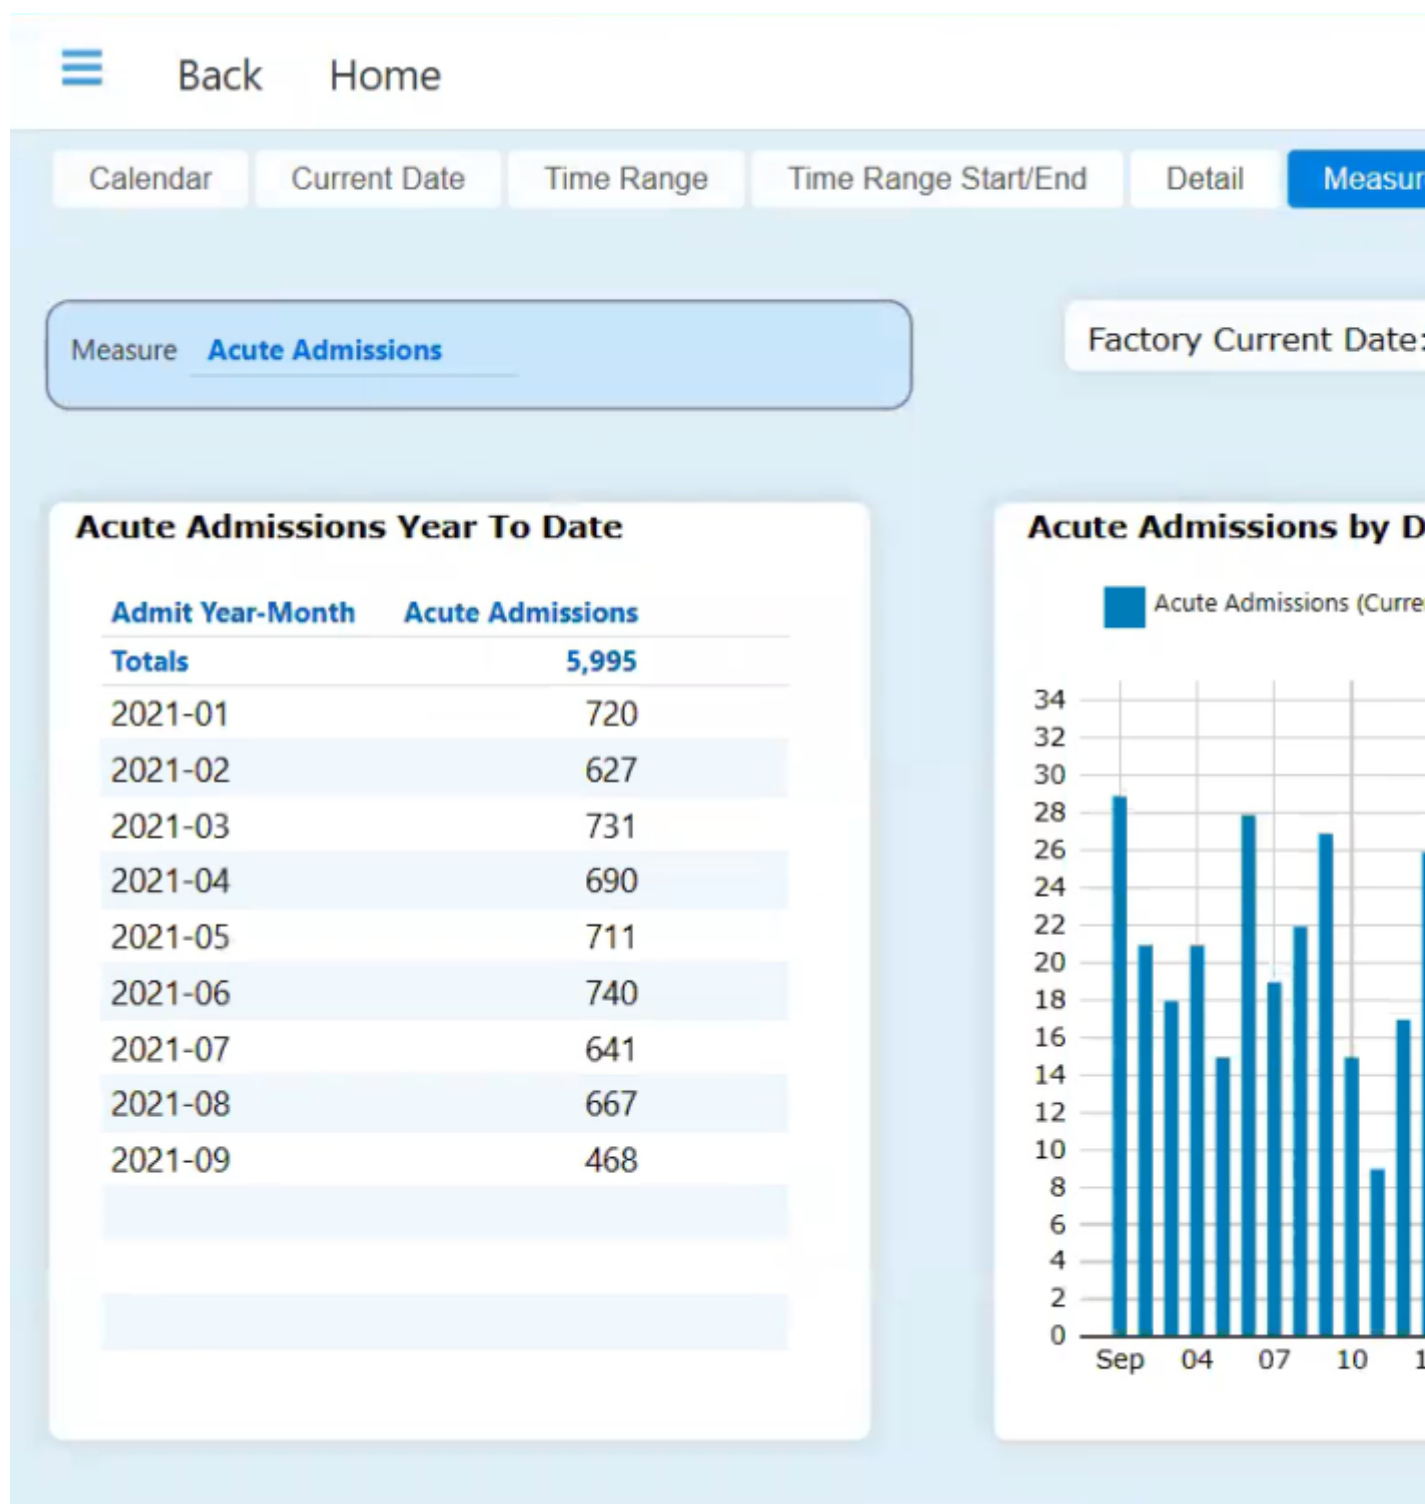 Back Home
Calendar Current Date Time Range Time Range Start/End Detail Measur
Measure Acute Admissions
Factory Current Date:
Acute Admissions Year To Date
Admit Year-Month Acute Admissions
Totals 5,995
2021-01 720
2021-02 627
2021-03 731
2021-04 690
2021-05 711
2021-06 740
2021-07 641
2021-08 667
2021-09 468
Acute Admissions by D
Acute Admissions (Curre
34
32
30
28
26
24
22
20
18
16
14
12
10
8
6
4
2
0
Sep 04 07 10 1